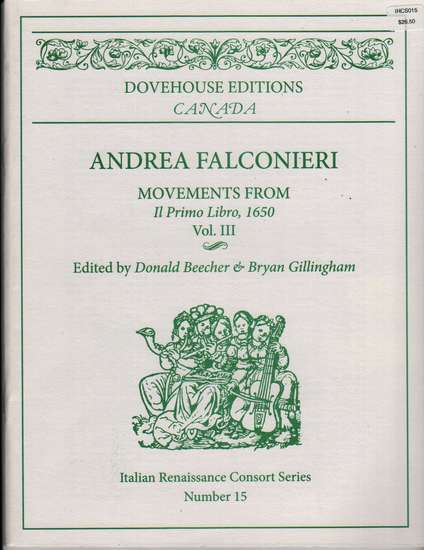 IHCS015
$26.50
DOVEHOUSE EDITIONS
CANADA
ANDREA FALCONIERI
MOVEMENTS FROM
Il Primo Libro, 1650
Vol. III
Edited by Donald Beecher & Bryan Gillingham
Italian Renaissance Consort Series
Number 15